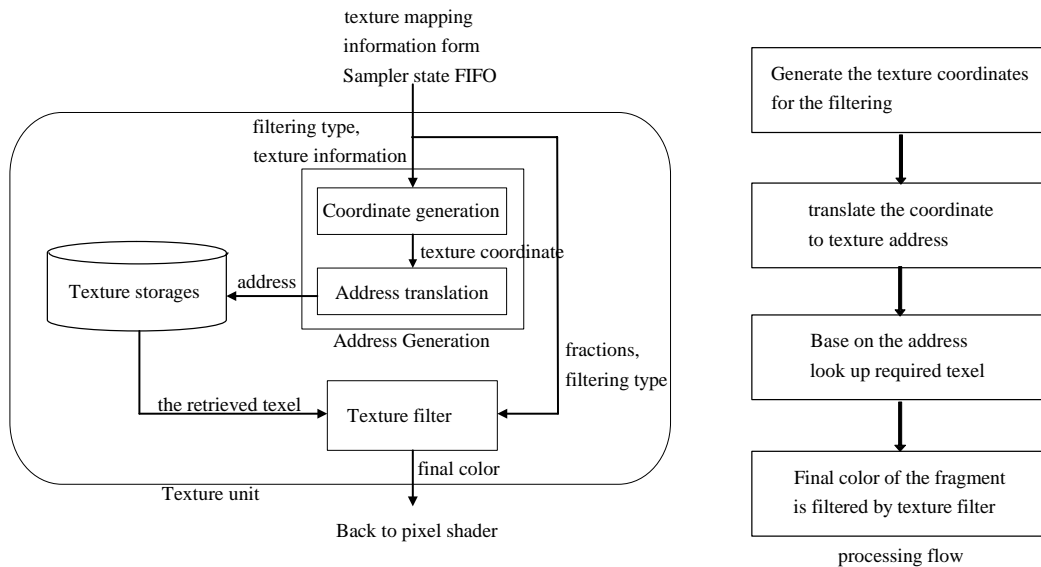 texture mapping
information form
Sampler state FIFO
filtering type,
texture information
Coordinate generation
texture coordinate
Texture storages
address
Address translation
Address Generation
fractions,
filtering type
the retrieved texel
Texture filter
final color
Texture unit
Back to pixel shader
Generate the texture coordinates
for the filtering
translate the coordinate
to texture address
Base on the address
look up required texel
Final color of the fragment
is filtered by texture filter
processing flow